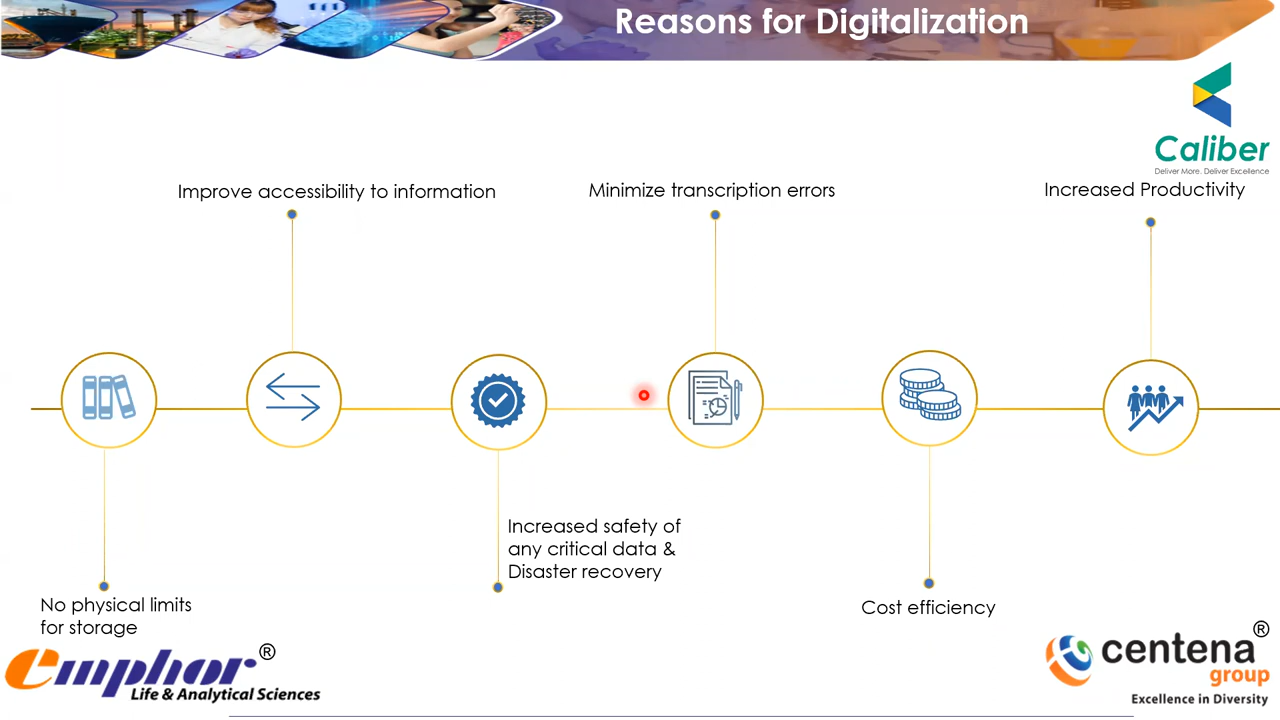 Reasons for Digitalization
Caliber
Deliver More. Deliver Excellence
Improve accessibility to information
Minimize transcription errors
Increased Productivity
Increased safety of
any critical data &
Disaster recovery
No physical limits
for storage
Cost efficiency
Emphor®
Life & Analytical Sciences
centena®
group
Excellence in Diversity